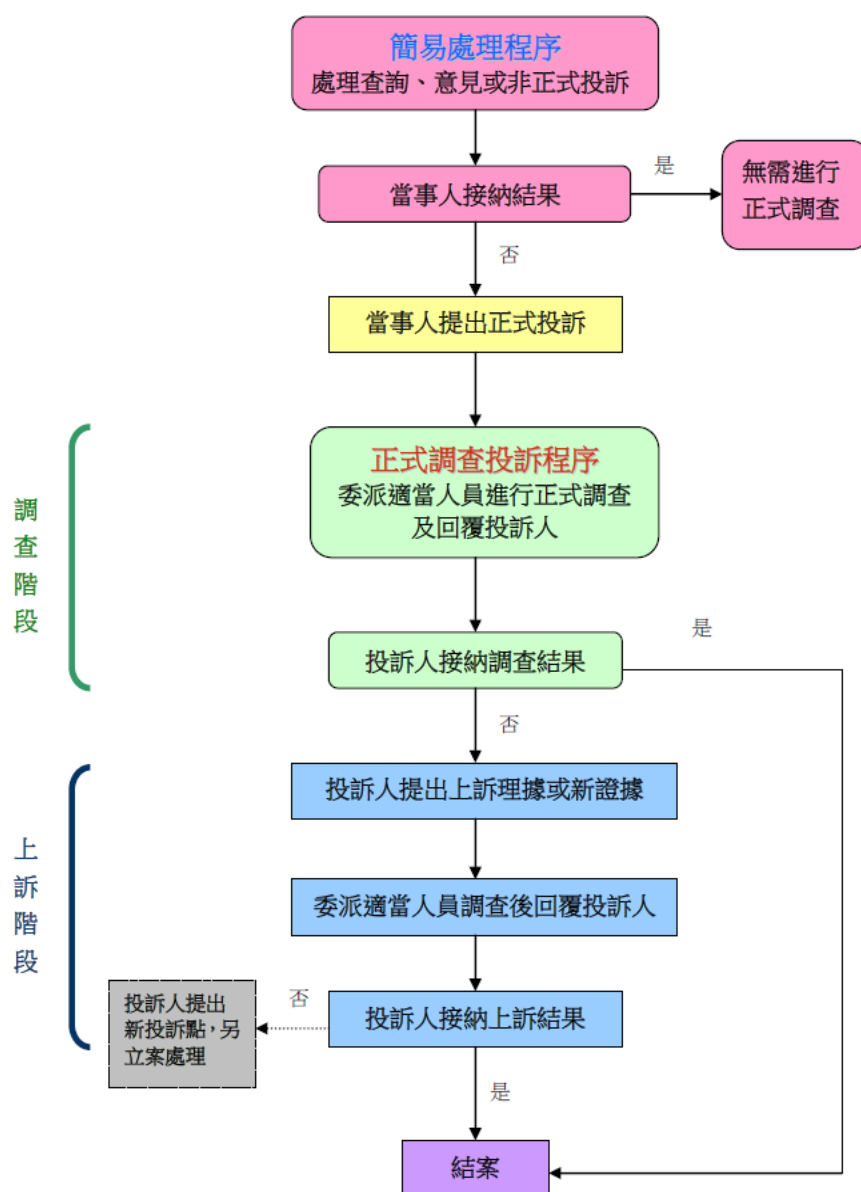 簡易處理程序
處理查詢、意見或非正式投訴
是
當事人接納結果
無需進行
正式調查
否
當事人提出正式投訴
調查階段
正式調查投訴程序
委派適當人員進行正式調查
及回覆投訴人
是
投訴人接納調查結果
否
上訴階段
投訴人提出上訴理據或新證據
委派適當人員調查後回覆投訴人
投訴人提出
新投訴點，另
立案處理
否
投訴人接納上訴結果
是
結案